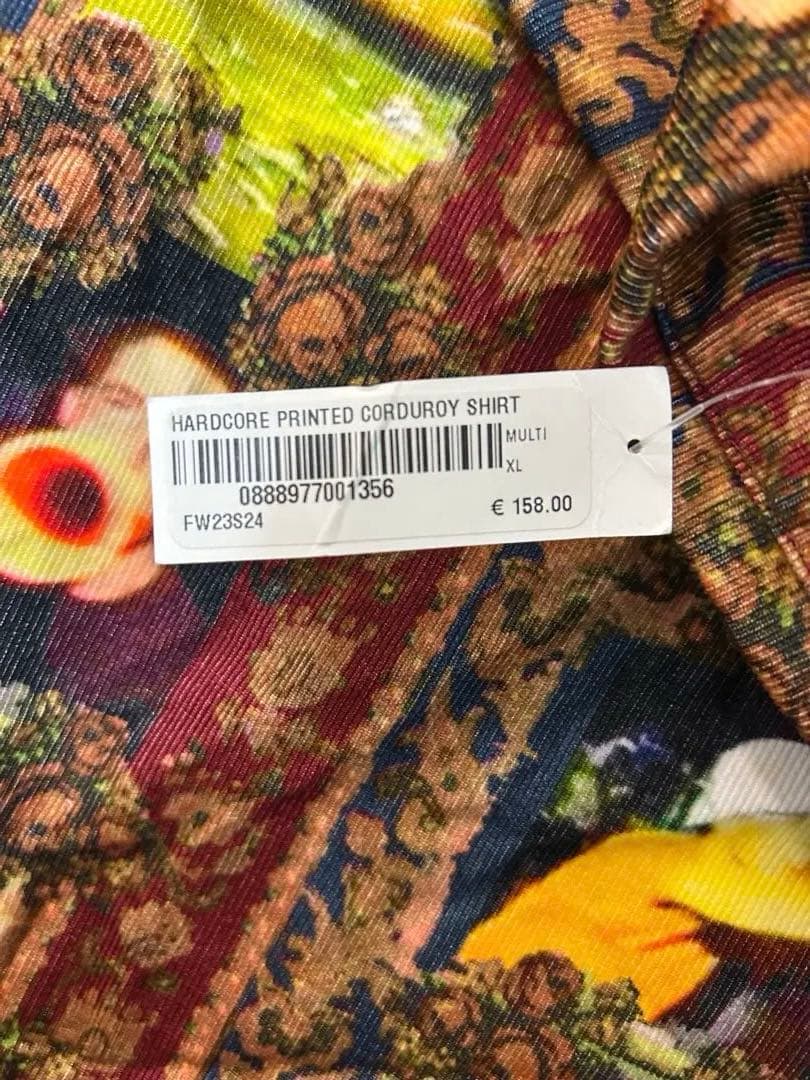 HARDCORE PRINTED CORDUROY SHIRT
MULTI
XL
0888977001356
FW23S24
€ 158.00